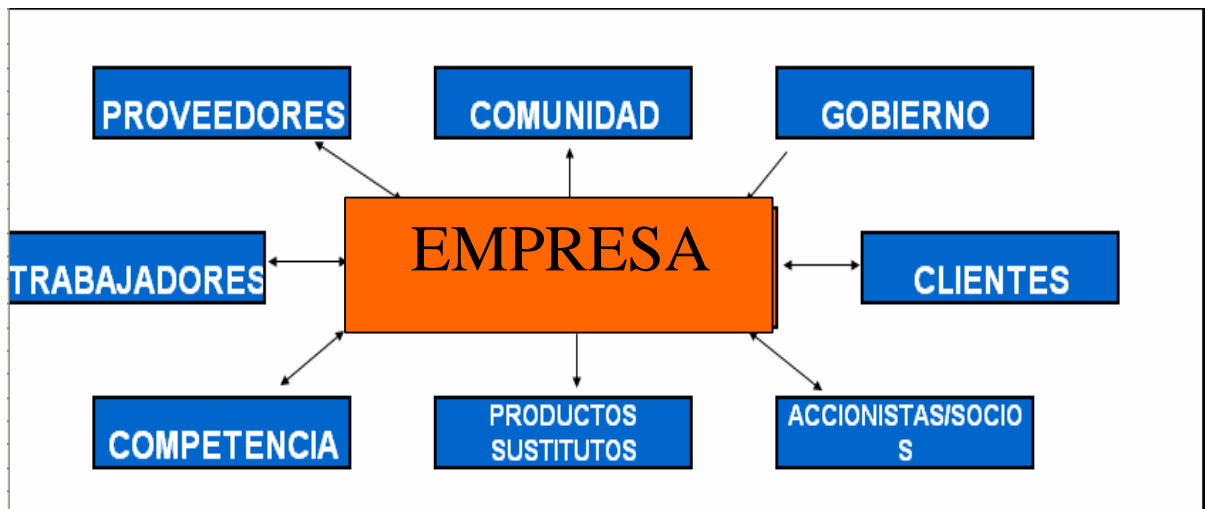 PROVEEDORES
COMUNIDAD
GOBIERNO
EMPRESA
TRABAJADORES
CLIENTES
COMPETENCIA
PRODUCTOS
SUSTITUTOS
ACCIONISTAS/SOCIO
S